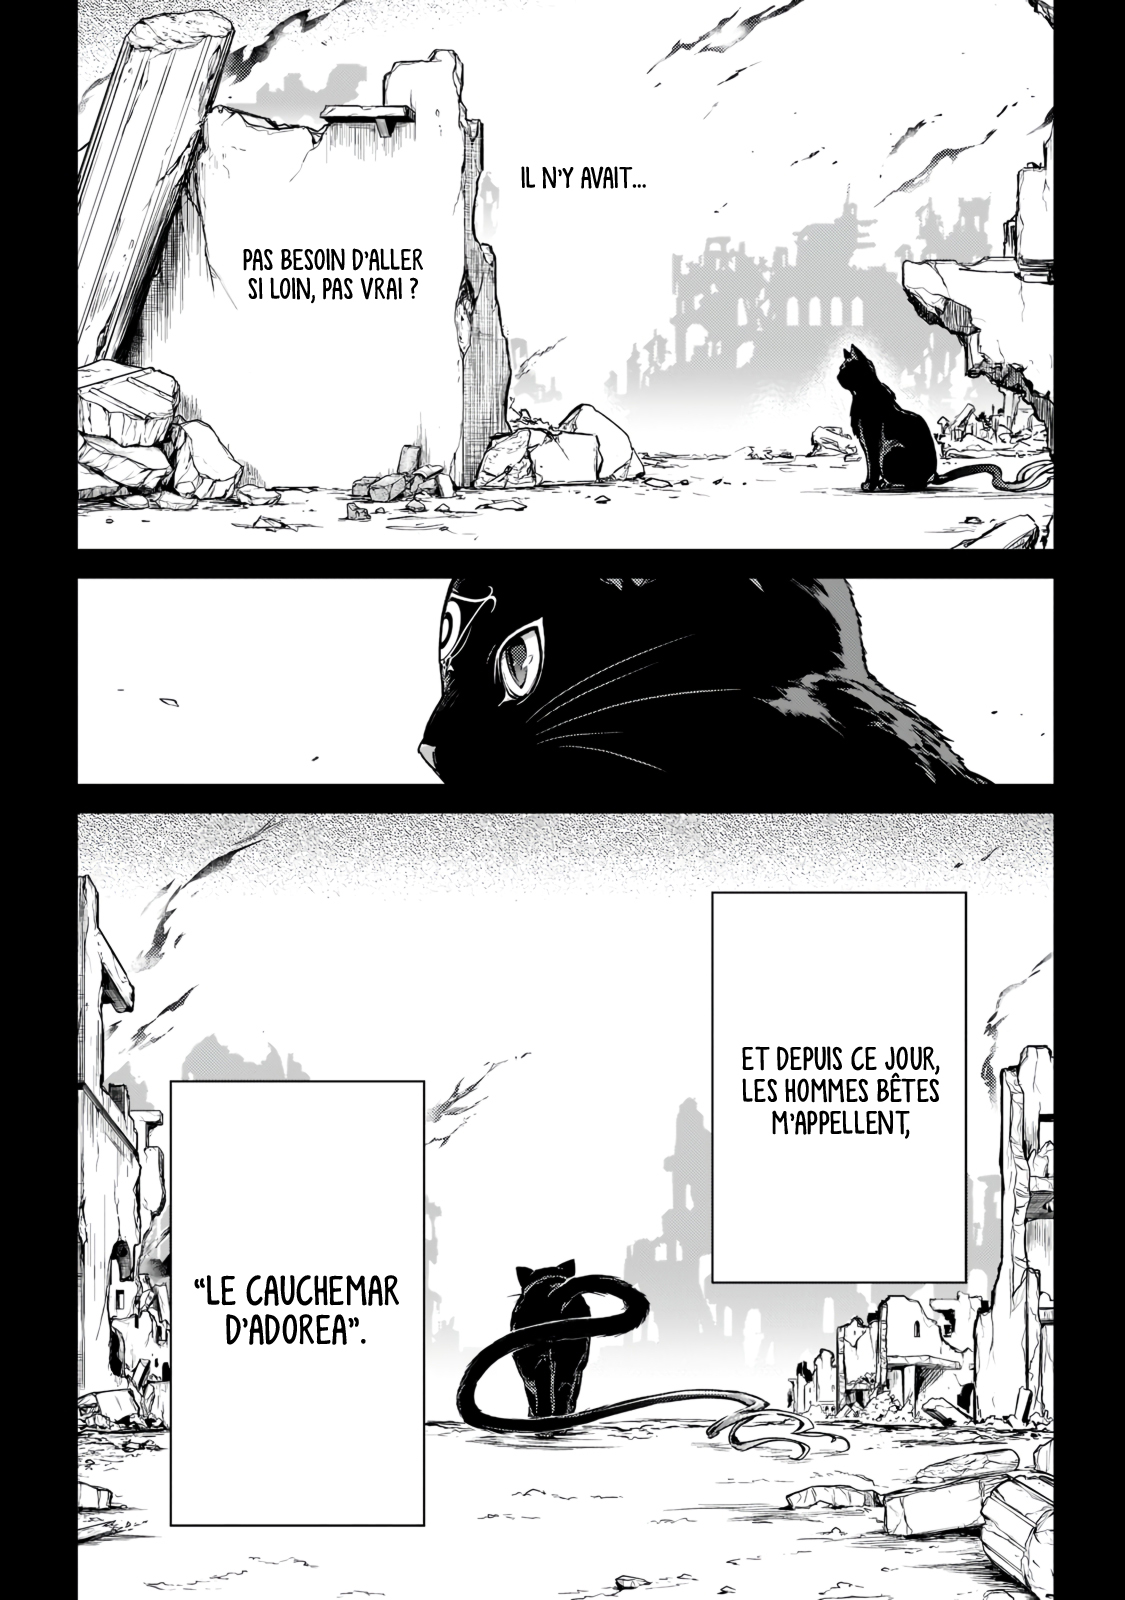 IL N'Y AVAIT...
PAS BESOIN D'ALLER
SI LOIN, PAS VRAI ?
ET DEPUIS CE JOUR,
LES HOMMES BÊTES
M'APPELLENT,
“LE CAUCHEMAR
D'ADOREA”.